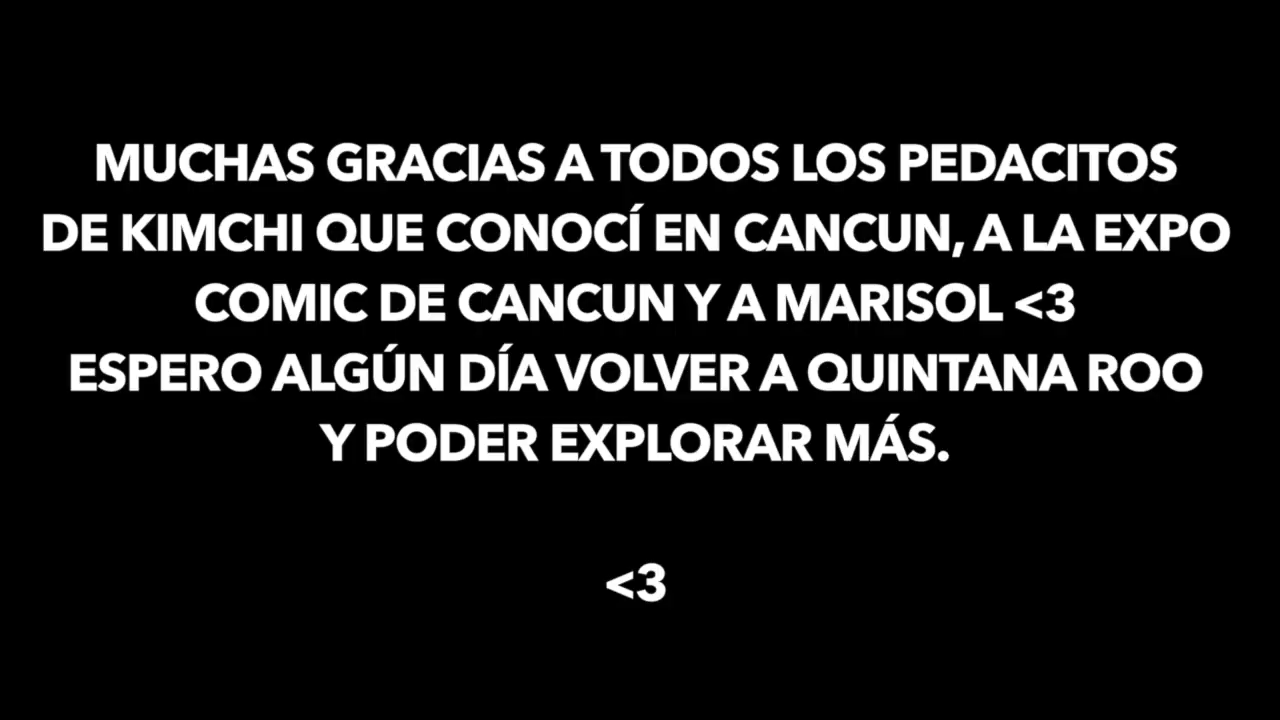 MUCHAS GRACIAS A TODOS LOS PEDACITOS
DE KIMCHI QUE CONOCÍ EN CANCUN, A LA EXPO
COMIC DE CANCUN Y A MARISOL <3
ESPERO ALGÚN DÍA VOLVER A QUINTANA ROO
Y PODER EXPLORAR MÁS.
<3